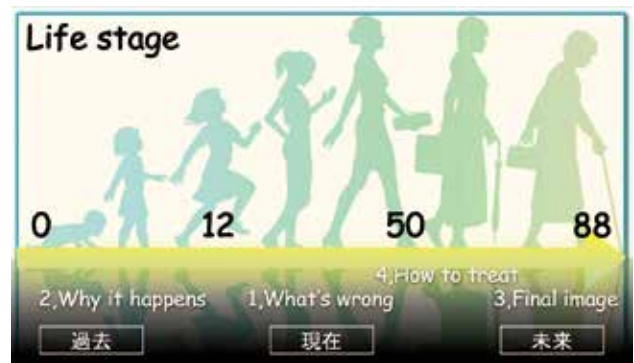 Life stage
0 12 50 88
4,How to treat
2,Why it happens 1,What's wrong 3,Final image
過去 現在 未来